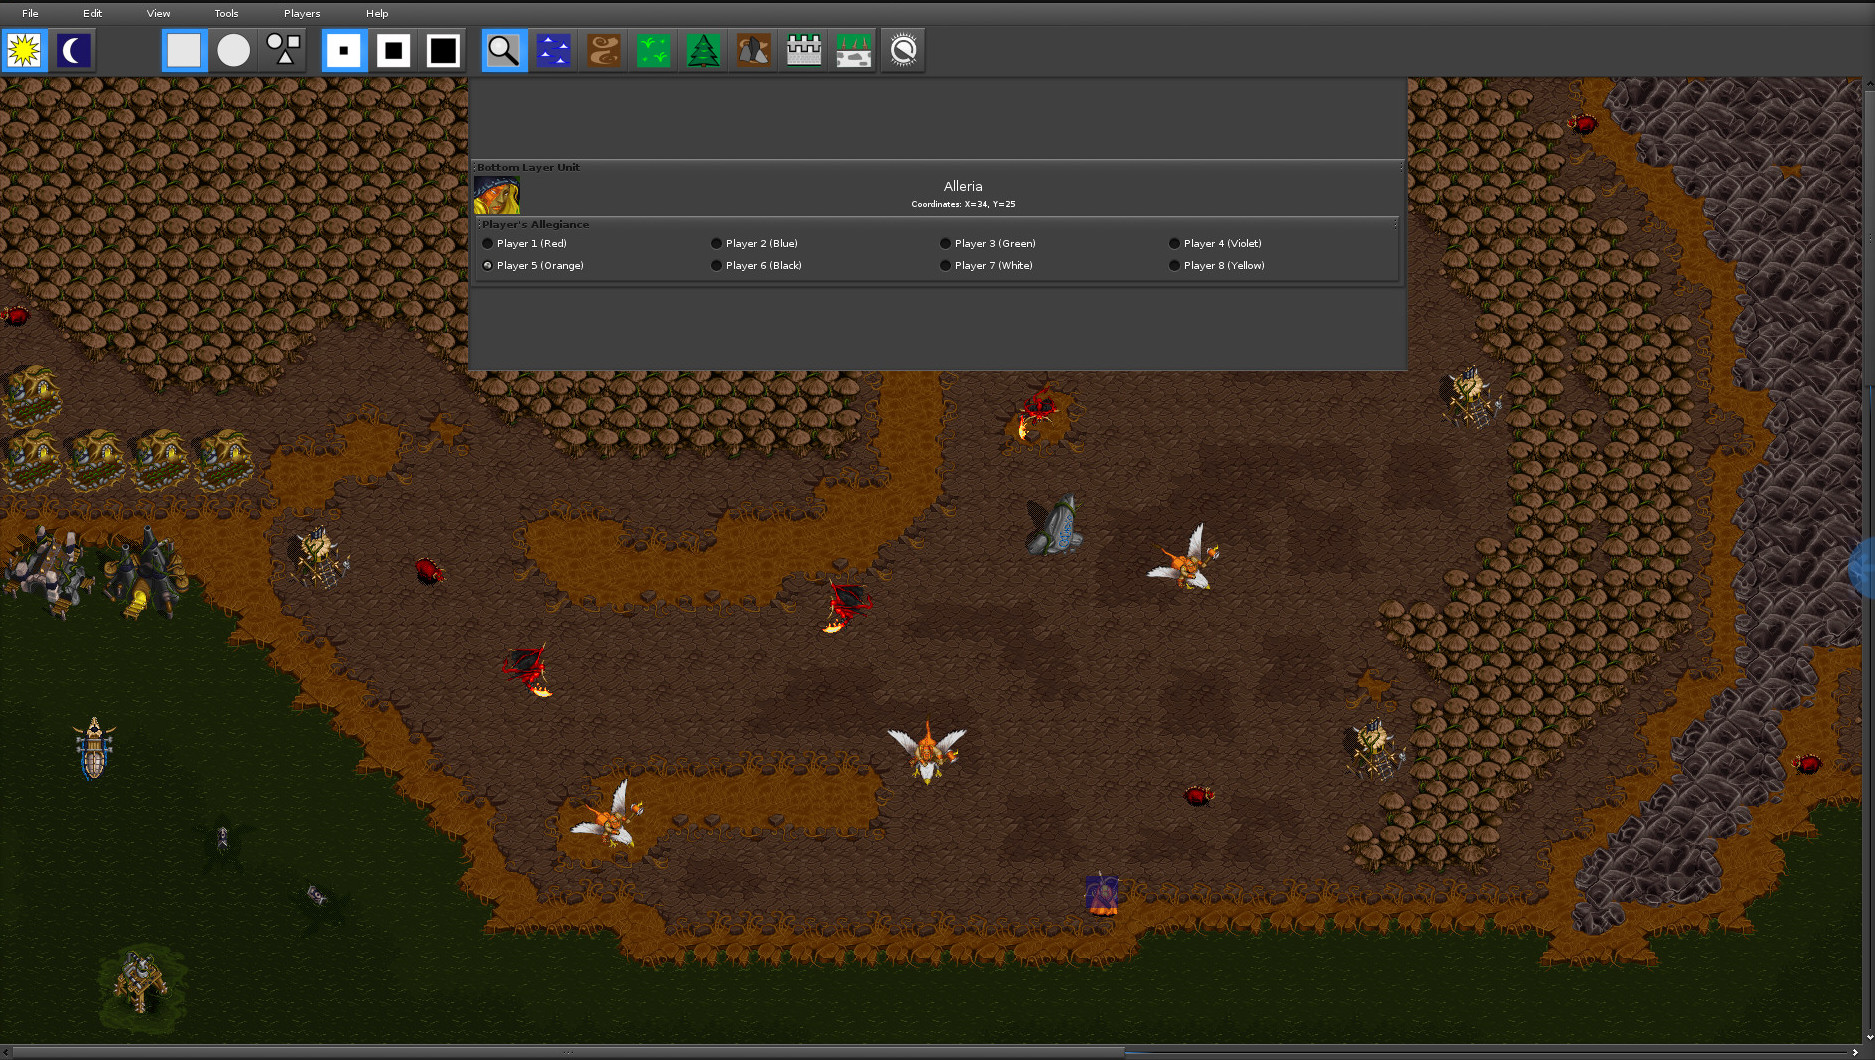 File Edit View Tools Players Help
Bottom Layer Unit
Alleria
Coordinates: X=34, Y=25
Player's Allegiance
Player 1 (Red) Player 2 (Blue) Player 3 (Green) Player 4 (Violet)
Player 5 (Orange) Player 6 (Black) Player 7 (White) Player 8 (Yellow)